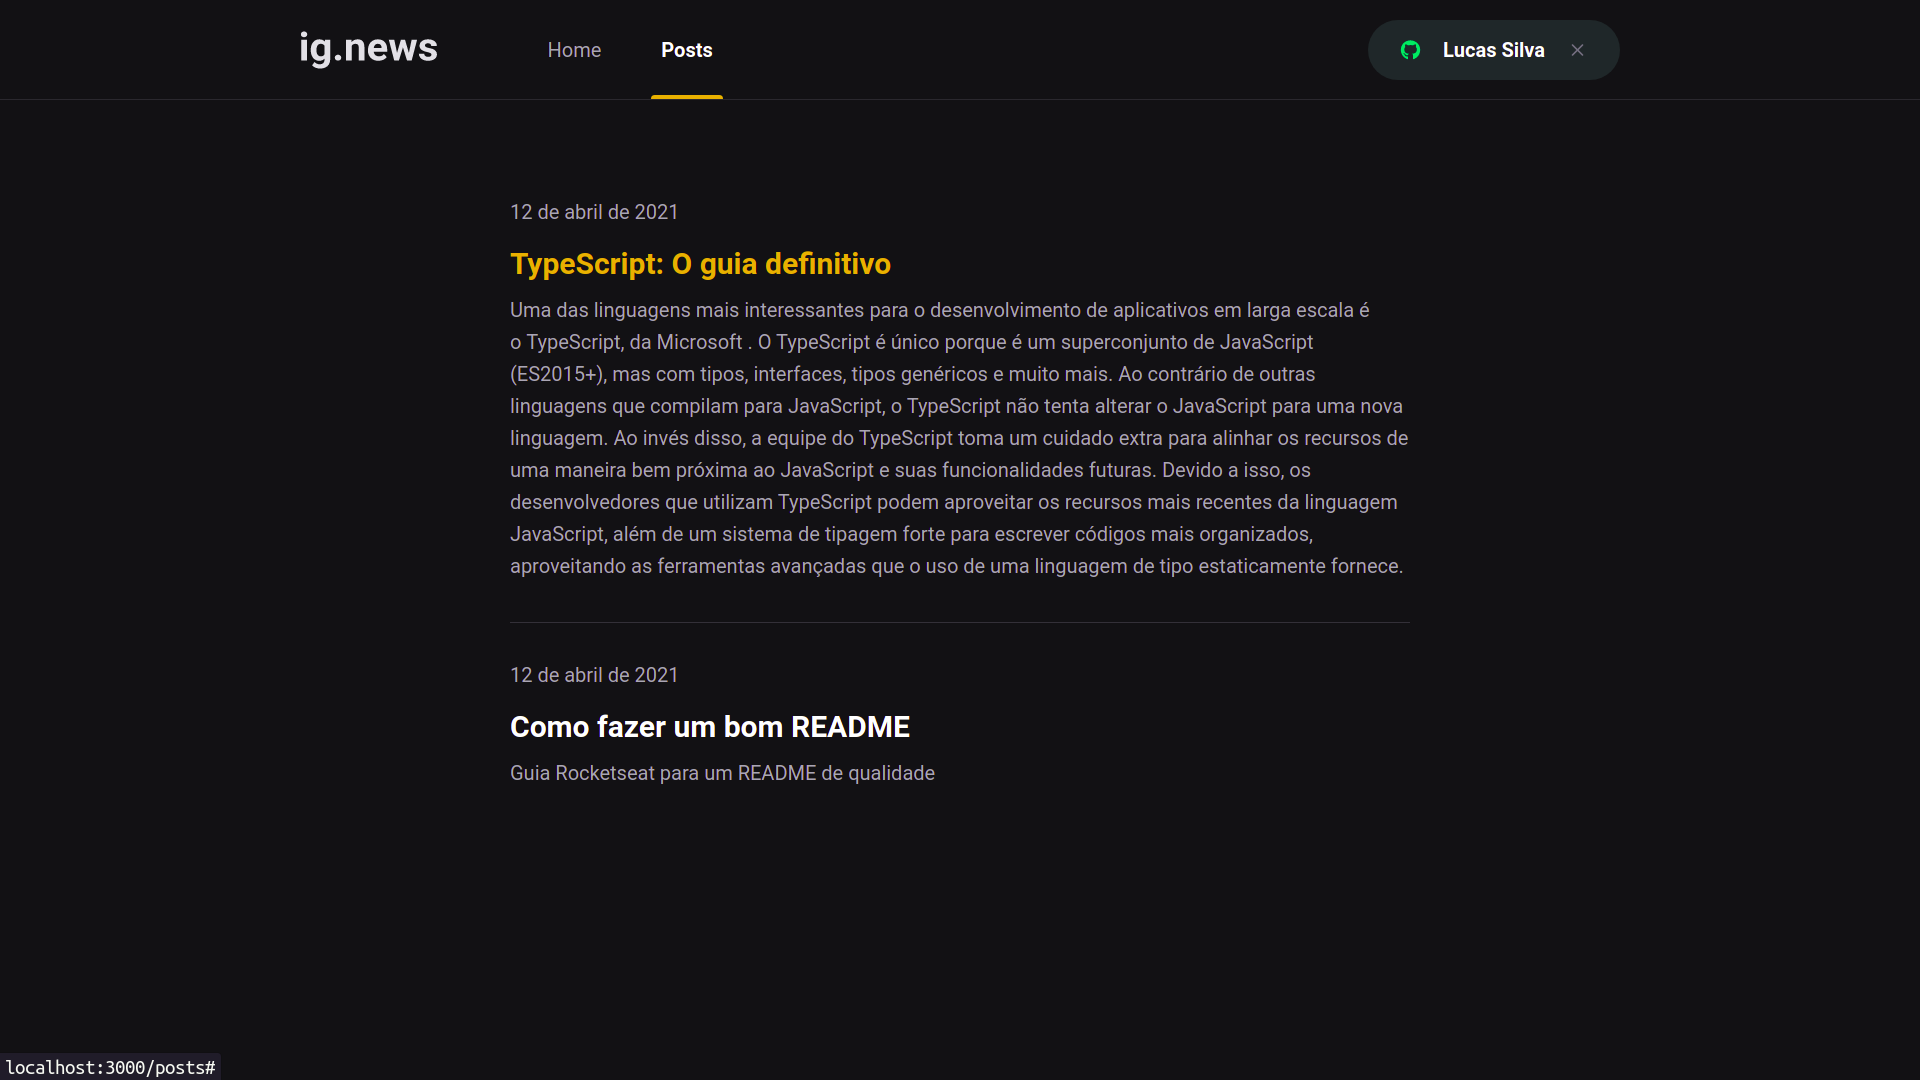 ig.news
Home
Posts
Lucas Silva
12 de abril de 2021
TypeScript: O guia definitivo
Uma das linguagens mais interessantes para o desenvolvimento de aplicativos em larga escala é
o TypeScript, da Microsoft . O TypeScript é único porque é um superconjunto de JavaScript
(ES2015+), mas com tipos, interfaces, tipos genéricos e muito mais. Ao contrário de outras
linguagens que compilam para JavaScript, o TypeScript não tenta alterar o JavaScript para uma nova
linguagem. Ao invés disso, a equipe do TypeScript toma um cuidado extra para alinhar os recursos de
uma maneira bem próxima ao JavaScript e suas funcionalidades futuras. Devido a isso, os
desenvolvedores que utilizam TypeScript podem aproveitar os recursos mais recentes da linguagem
JavaScript, além de um sistema de tipagem forte para escrever códigos mais organizados,
aproveitando as ferramentas avançadas que o uso de uma linguagem de tipo estaticamente fornece.
12 de abril de 2021
Como fazer um bom README
Guia Rocketseat para um README de qualidade
localhost:3000/posts#